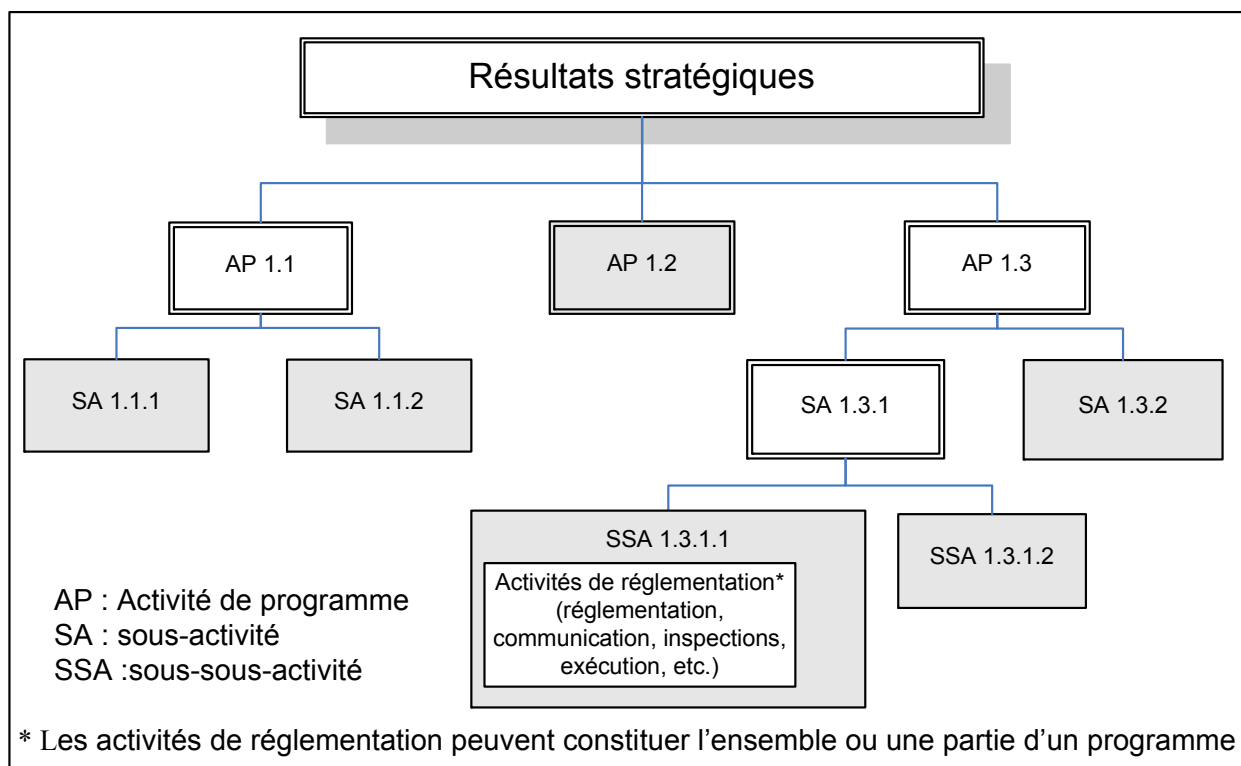 Résultats stratégiques
AP 1.1
AP 1.2
AP 1.3
SA 1.1.1
SA 1.1.2
SA 1.3.1
SA 1.3.2
SSA 1.3.1.1
Activités de réglementation*
(réglementation,
communication, inspections,
exécution, etc.)
SSA 1.3.1.2
AP : Activité de programme
SA : sous-activité
SSA :sous-sous-activité
* Les activités de réglementation peuvent constituer l’ensemble ou une partie d’un programme